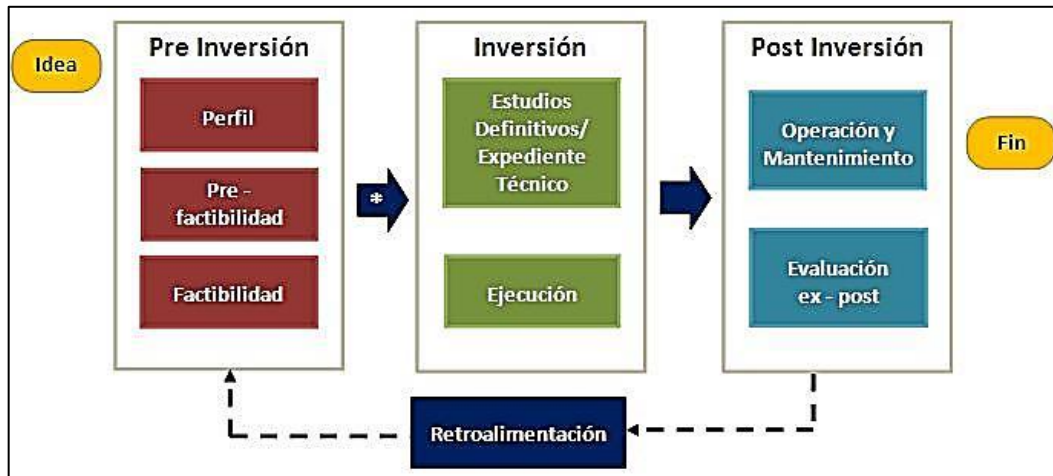 Idea
Pre Inversión
Perfil
Pre -
factibilidad
Factibilidad
*
Inversión
Estudios
Definitivos/
Expediente
Técnico
Ejecución
Post Inversión
Operación y
Mantenimiento
Evaluación
ex - post
Fin
Retroalimentación